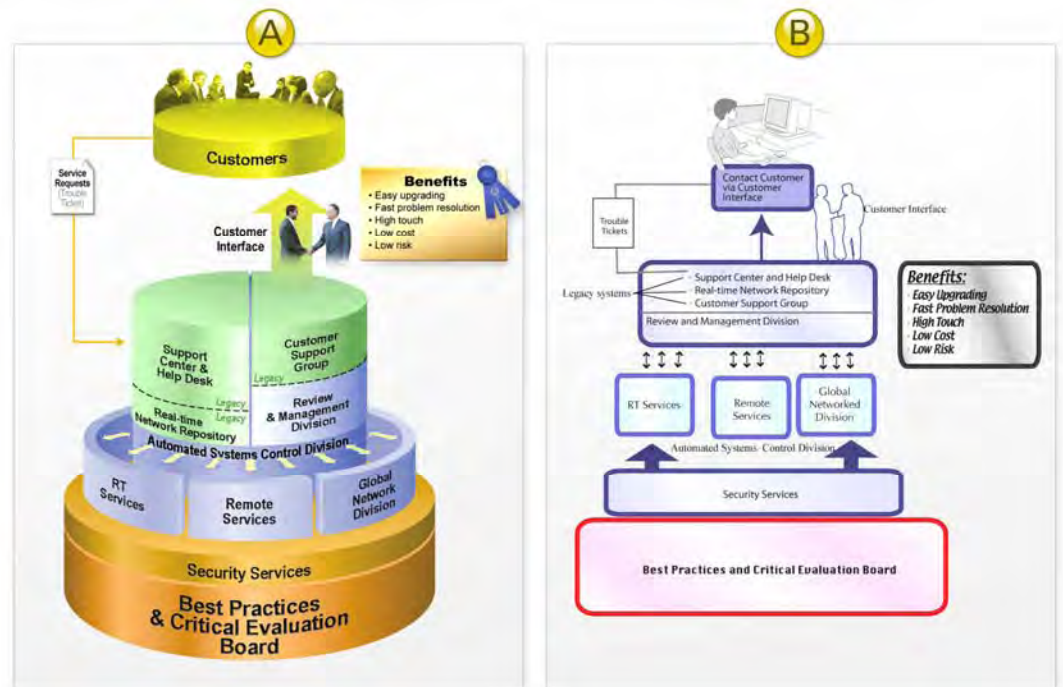 A
Customers
Service
Requests
(Trouble
Ticket)
Customer
Interface
Benefits
• Easy upgrading
• Fast problem resolution
• High touch
• Low cost
• Low risk
Support
Center &
Help Desk
Customer
Support
Group
Legacy
Legacy
Legacy
Real-time
Network Repository
Review
& Management
Division
Automated Systems Control Division
RT
Services
Remote
Services
Global
Network
Division
Security Services
Best Practices
& Critical Evaluation
Board
B
Contact Customer
via Customer
Interface
Trouble
Tickets
Customer Interface
Legacy systems
· Support Center and Help Desk
· Real-time Network Repository
· Customer Support Group
Review and Management Division
Benefits:
· Easy Upgrading
· Fast Problem Resolution
· High Touch
· Low Cost
· Low Risk
RT Services
Remote
Services
Global
Networked
Division
Automated Systems Control Division
Security Services
Best Practices and Critical Evaluation Board